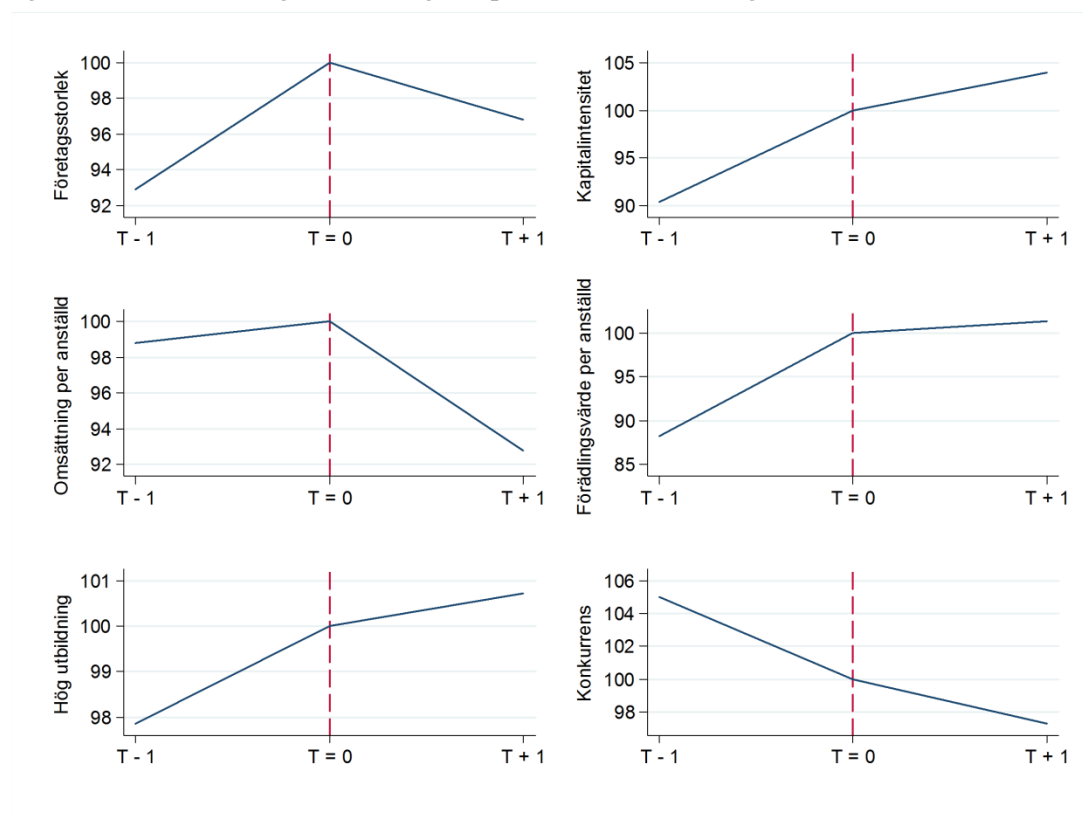 Företagsstorlek
100
98
96
94
92
T - 1
T = 0
T + 1
Kapitalintensitet
105
100
95
90
T - 1
T = 0
T + 1
Omsättning per anställd
100
98
96
94
92
T - 1
T = 0
T + 1
Förädlingsvärde per anställd
100
95
90
85
T - 1
T = 0
T + 1
Hög utbildning
101
100
99
98
T - 1
T = 0
T + 1
Konkurrens
106
104
102
100
98
T - 1
T = 0
T + 1